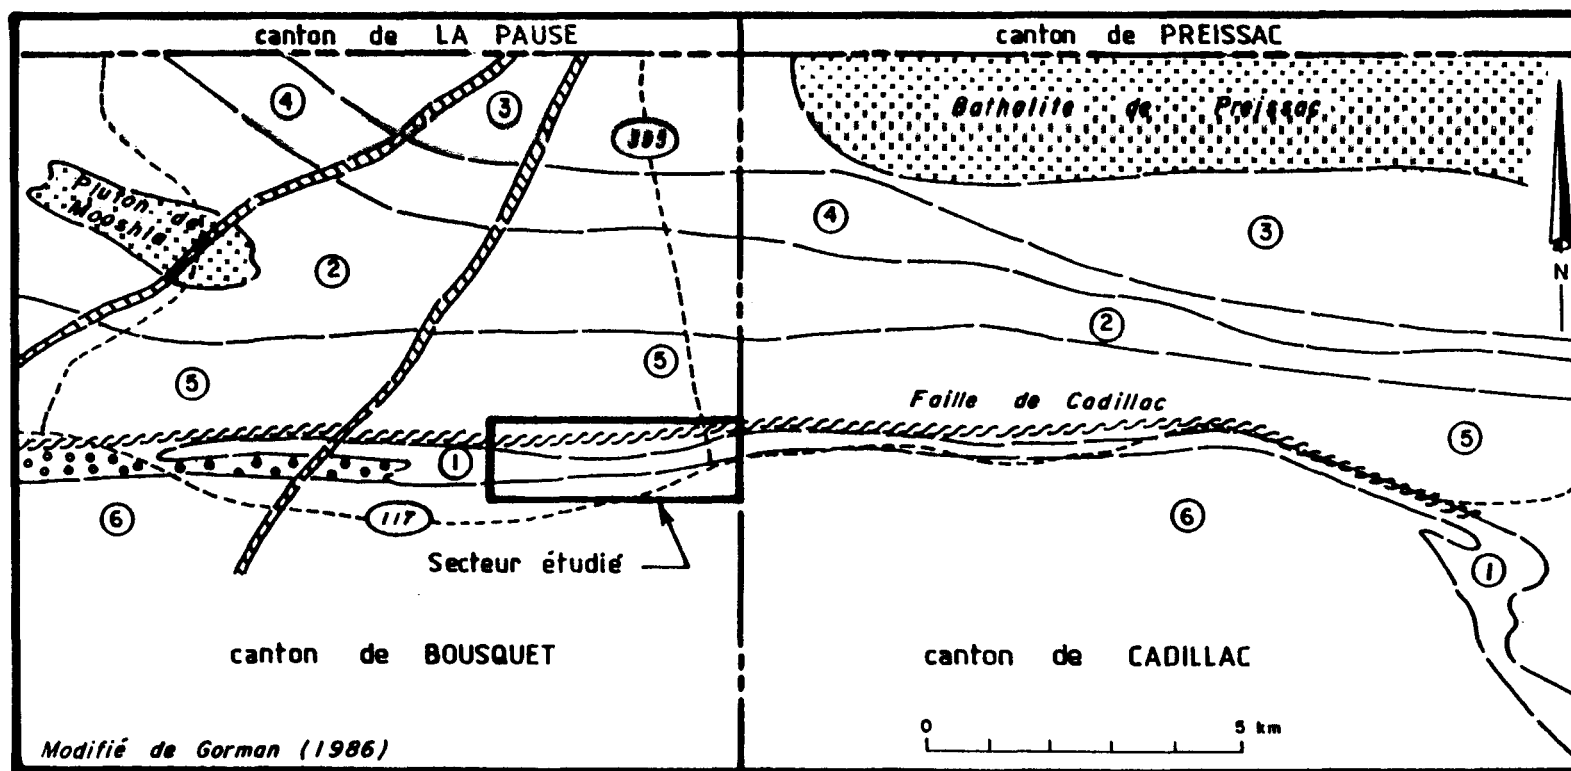 canton de LA PAUSE
canton de PREISSAC
4
3
395
Batholite de Preissac
Pluton de
Mooshla
4
3
N
2
2
5
5
Faille de Cadillac
5
1
6
117
6
Secteur étudié
1
canton de BOUSQUET
canton de CADILLAC
0 5 km
Modifié de Gorman (1986)